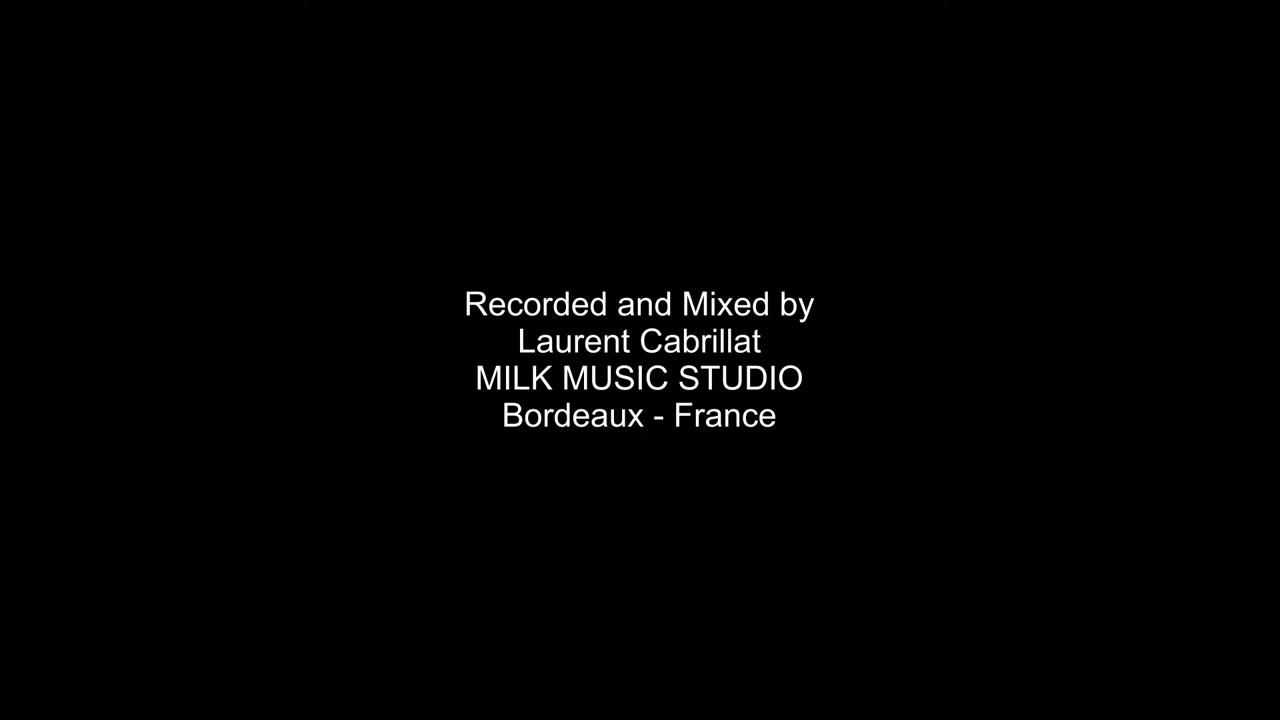 Recorded and Mixed by
Laurent Cabrillat
MILK MUSIC STUDIO
Bordeaux - France